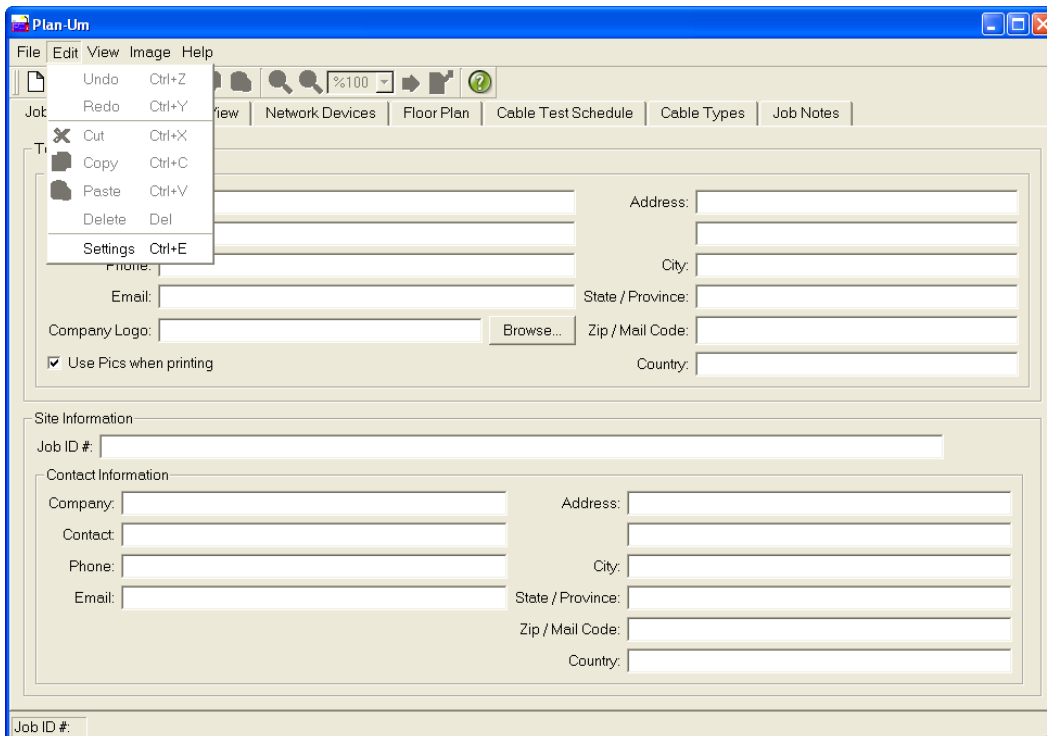 Plan-Um
File Edit View Image Help
Undo Ctrl+Z
Redo Ctrl+Y
Cut Ctrl+X
Copy Ctrl+C
Paste Ctrl+V
Delete Del
Settings Ctrl+E
%100
Network Devices Floor Plan Cable Test Schedule Cable Types Job Notes
Address:
City:
Phone:
Email:
State / Province:
Company Logo:
Browse...
Zip / Mail Code:
Use Pics when printing
Country:
Site Information
Job ID #:
Contact Information
Company:
Address:
Contact:
Phone:
City:
Email:
State / Province:
Zip / Mail Code:
Country:
Job ID #: